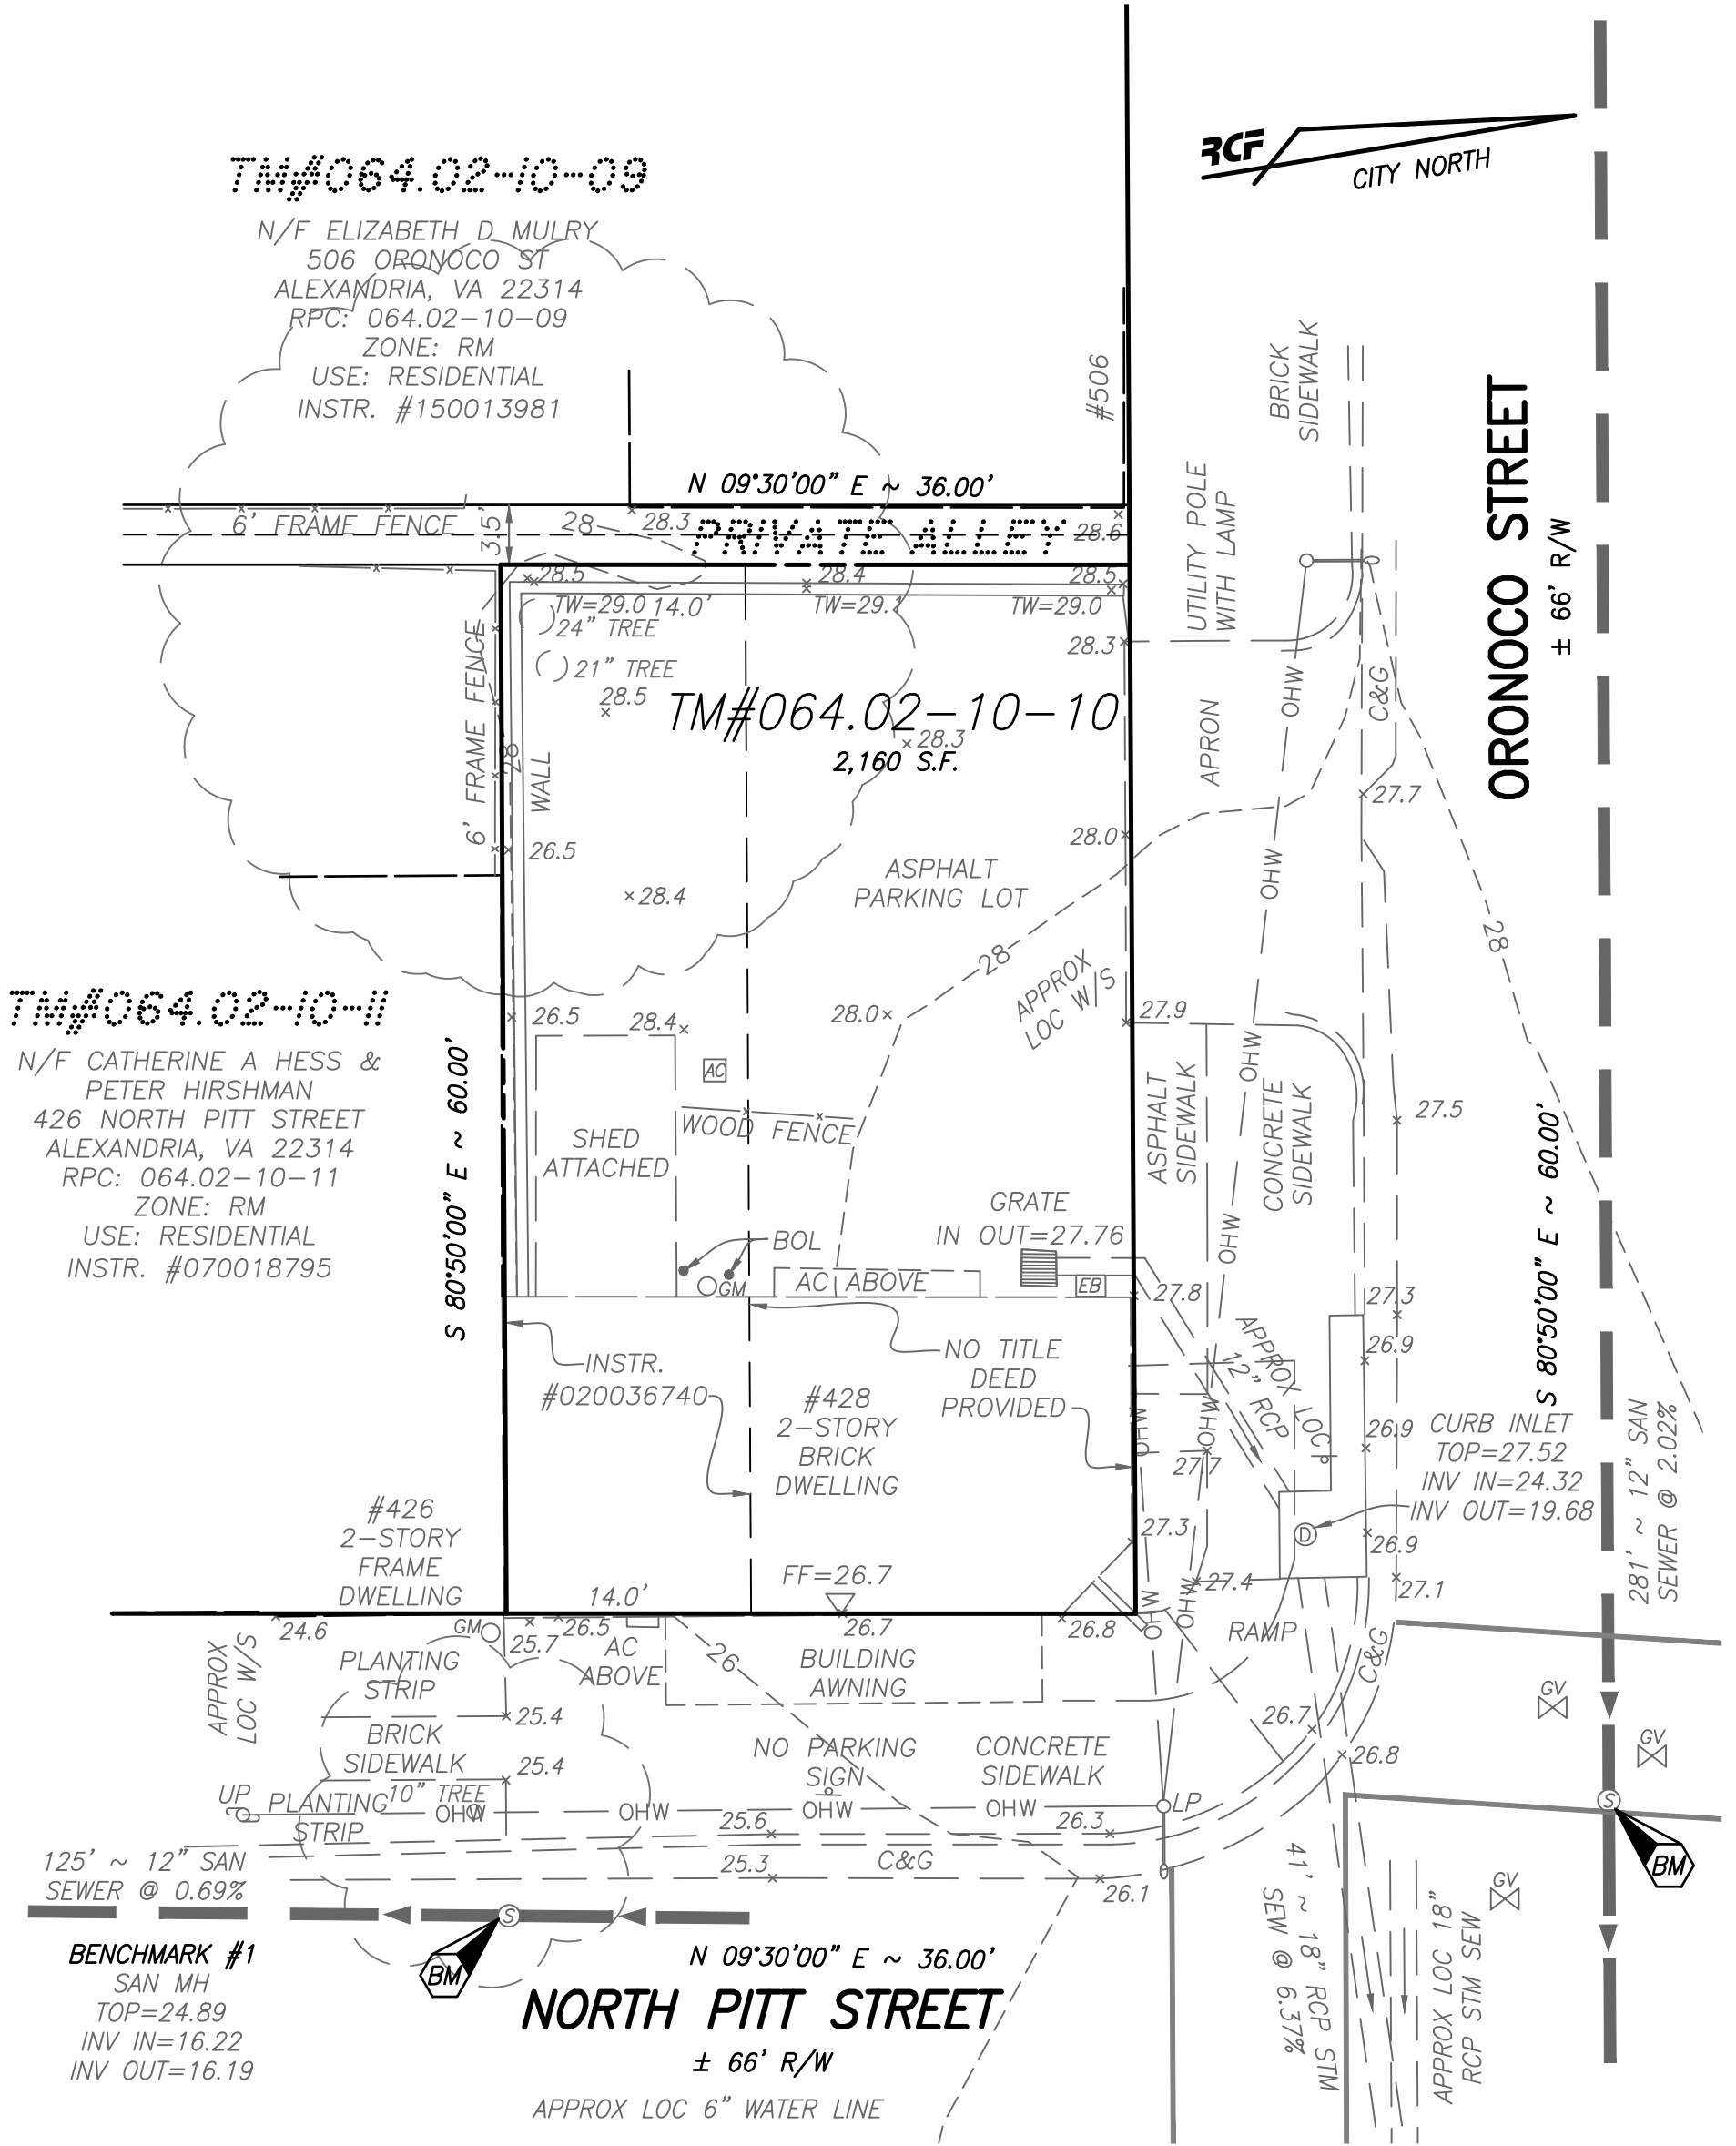 RCF
CITY NORTH
TM#064.02-10-09
N/F ELIZABETH D MULRY
506 ORONOCO ST
ALEXANDRIA, VA 22314
RPC: 064.02-10-09
ZONE: RM
USE: RESIDENTIAL
INSTR. #150013981
#506
BRICK
SIDEWALK
ORONOCO STREET
± 66' R/W
UTILITY POLE
WITH LAMP
N 09°30'00" E ~ 36.00'
6' FRAME FENCE
3.5'
28
28.3
PRIVATE ALLEY
28.6
28.5
28.4
28.5
TW=29.0
14.0'
TW=29.1
TW=29.0
24" TREE
21" TREE
28.5
28.3
TM#064.02-10-10
28.3
2,160 S.F.
6' FRAME FENCE
28
WALL
APRON
OHW
C&G
27.7
26.5
28.0
ASPHALT
PARKING LOT
28.4
OHW
28
28
APPROX
LOC W/S
TM#064.02-10-11
N/F CATHERINE A HESS &
PETER HIRSHMAN
426 NORTH PITT STREET
ALEXANDRIA, VA 22314
RPC: 064.02-10-11
ZONE: RM
USE: RESIDENTIAL
INSTR. #070018795
S 80°50'00" E ~ 60.00'
26.5
28.4
28.0
27.9
AC
WOOD FENCE
SHED
ATTACHED
ASPHALT
SIDEWALK
OHW
CONCRETE
SIDEWALK
27.5
S 80°50'00" E ~ 60.00'
GRATE
IN OUT=27.76
BOL
GM
AC ABOVE
EB
27.8
OHW
27.3
26.9
APPROX LOC
12" RCP
INSTR.
#020036740
NO TITLE
DEED
PROVIDED
#428
2-STORY
BRICK
DWELLING
OHW
OHW
27.7
26.9
CURB INLET
TOP=27.52
INV IN=24.32
INV OUT=19.68
D
281' ~ 12" SAN
SEWER @ 2.02%
#426
2-STORY
FRAME
DWELLING
27.3
26.9
27.4
27.1
FF=26.7
14.0'
OHW
OHW
24.6
GM
25.7
26.5
26.7
26.8
AC
ABOVE
26
BUILDING
AWNING
RAMP
C&G
APPROX
LOC W/S
PLANTING
STRIP
25.4
BRICK
SIDEWALK
25.4
NO PARKING
SIGN
CONCRETE
SIDEWALK
26.7
26.8
GV
GV
UP
PLANTING
STRIP
10" TREE
OHW
OHW
OHW
OHW
LP
S
25.6
26.3
125' ~ 12" SAN
SEWER @ 0.69%
25.3
C&G
26.1
GV
BM
S
BM
BENCHMARK #1
SAN MH
TOP=24.89
INV IN=16.22
INV OUT=16.19
N 09°30'00" E ~ 36.00'
NORTH PITT STREET
± 66' R/W
APPROX LOC 6" WATER LINE
41' ~ 18" RCP STM
SEW @ 6.37%
APPROX LOC 18"
RCP STM SEW